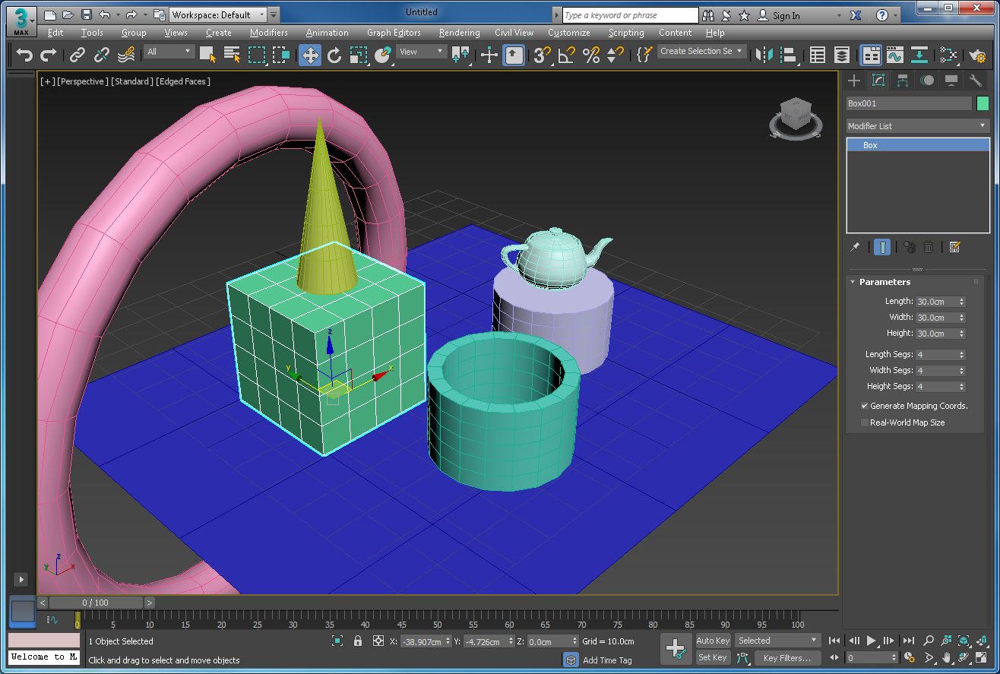 Untitled
3
MAX
Workspace: Default
Type a keyword or phrase
Sign In
Edit Tools Group Views Create Modifiers Animation Graph Editors Rendering Civil View Customize Scripting Content Help
All
View
3
Create Selection Se
[+] [Perspective ] [Standard ] [Edged Faces ]
Box001
Modifier List
Box
Parameters
Length: 30.0cm
Width: 30.0cm
Height: 30.0cm
Length Segs: 4
Width Segs: 4
Height Segs: 4
Generate Mapping Coords.
Real-World Map Size
z
y
x
z
y
x
< 0 / 100 >
0 5 10 15 20 25 30 35 40 45 50 55 60 65 70 75 80 85 90 95 100
1 Object Selected
X: -38.907cm Y: -4.726cm Z: 0.0cm Grid = 10.0cm
Auto Key Selected
Welcome to M
Click and drag to select and move objects
Add Time Tag
Set Key Key Filters...
0